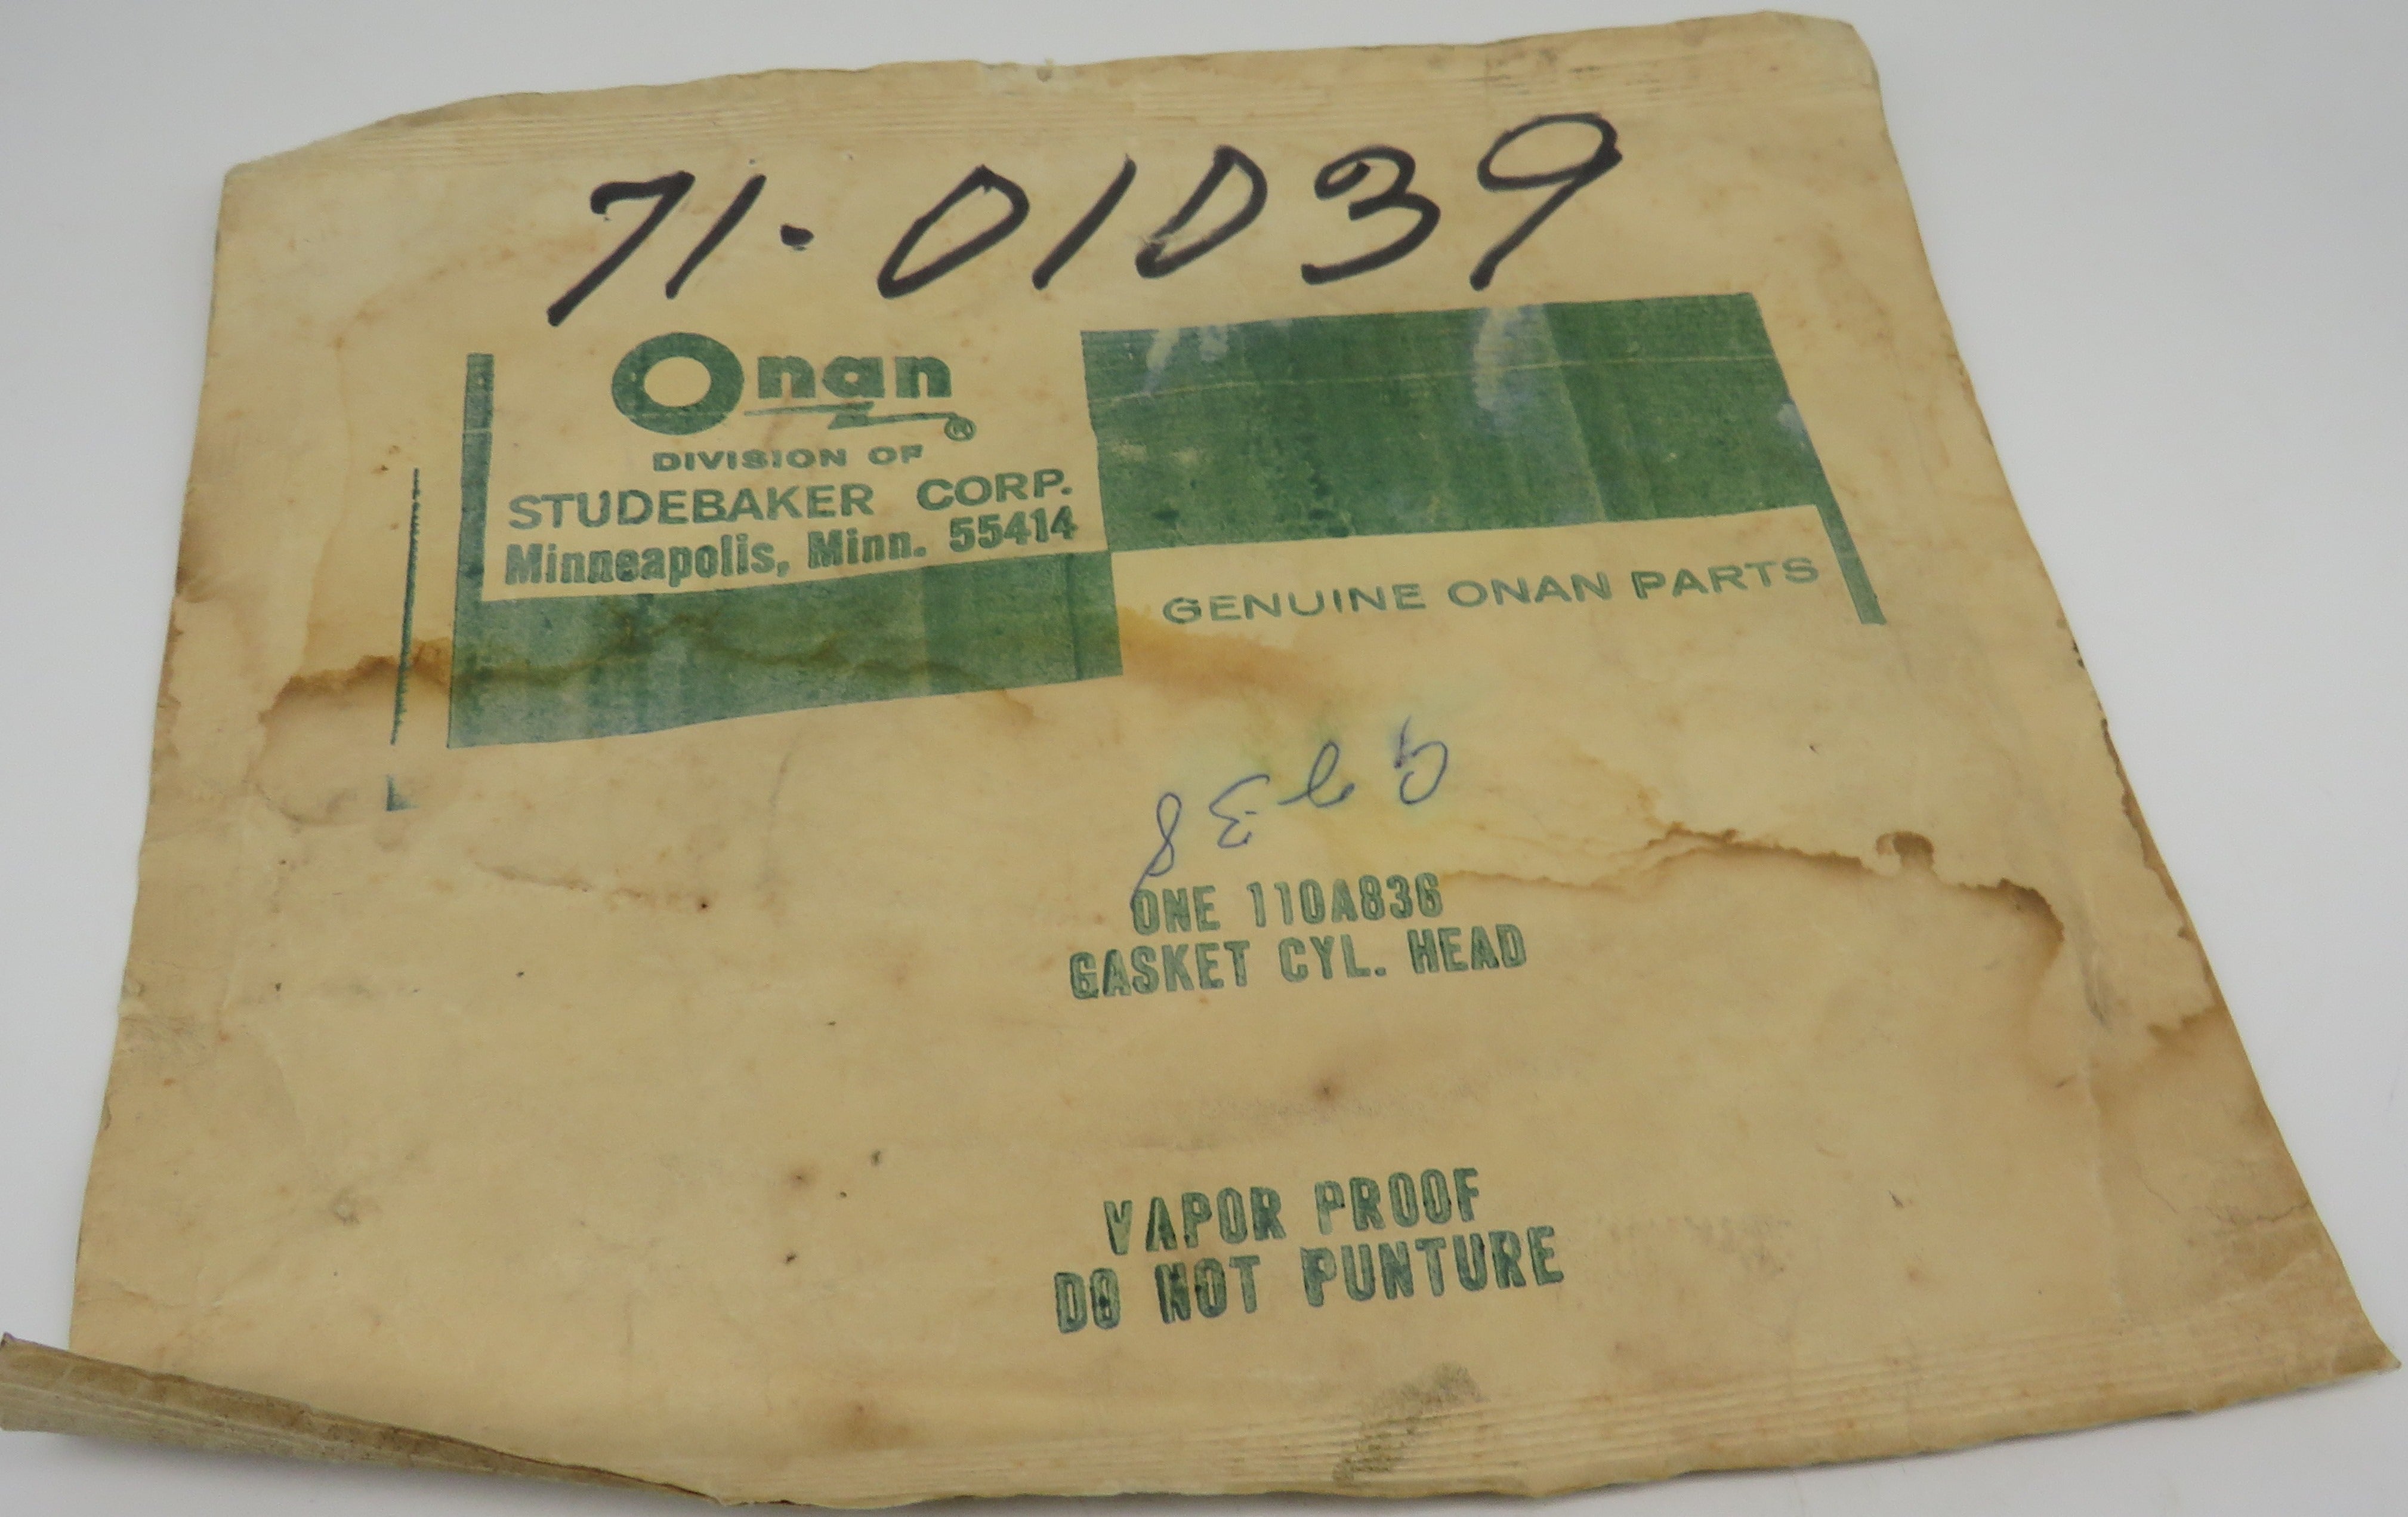 71-01039
Onan®
DIVISION OF
STUDEBAKER CORP.
Minneapolis, Minn. 55414
GENUINE ONAN PARTS
ONE 110A836
GASKET CYL. HEAD
VAPOR PROOF
DO NOT PUNTURE